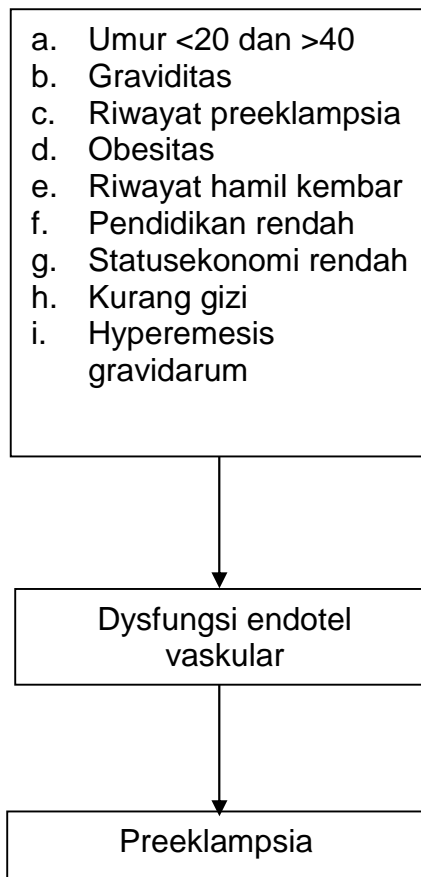 a. Umur <20 dan >40
b. Graviditas
c. Riwayat preeklampsia
d. Obesitas
e. Riwayat hamil kembar
f. Pendidikan rendah
g. Statusekonomi rendah
h. Kurang gizi
i. Hyperemesis
gravidarum
Dysfungsi endotel
vaskular
Preeklampsia